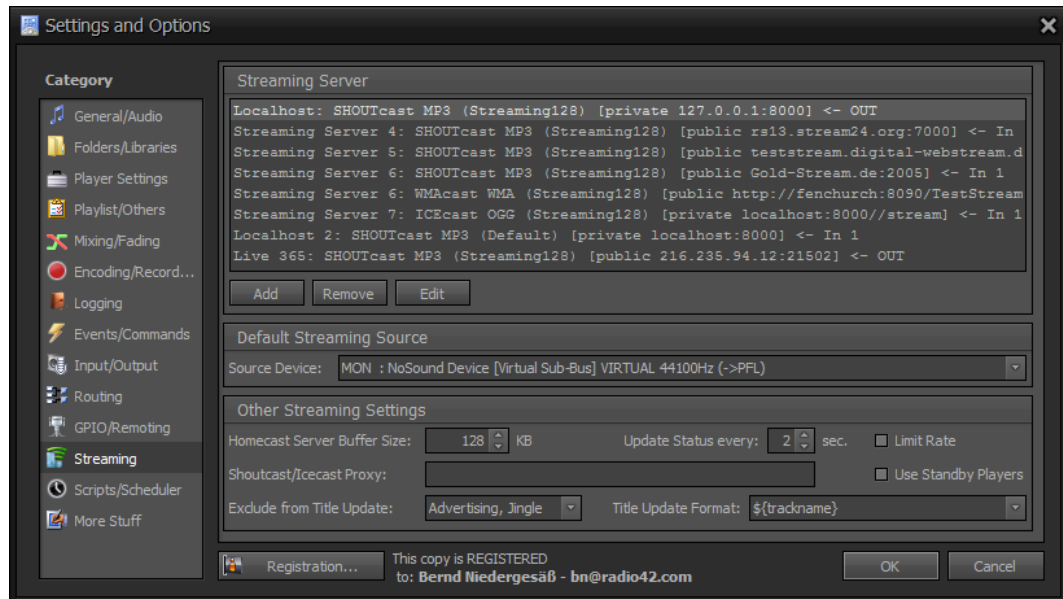 Settings and Options
Category
General/Audio
Folders/Libraries
Player Settings
Playlist/Others
Mixing/Fading
Encoding/Record...
Logging
Events/Commands
Input/Output
Routing
GPIO/Remoting
Streaming
Scripts/Scheduler
More Stuff
Streaming Server
Localhost: SHOUTcast MP3 (Streaming128) [private 127.0.0.1:8000] <- OUT
Streaming Server 4: SHOUTcast MP3 (Streaming128) [public rs13.stream24.org:7000] <- In
Streaming Server 5: SHOUTcast MP3 (Streaming128) [public teststream.digital-webstream.d
Streaming Server 6: SHOUTcast MP3 (Streaming128) [public Gold-Stream.de:2005] <- In 1
Streaming Server 6: WMAcast WMA (Streaming128) [public http://fenchurch:8090/TestStream
Streaming Server 7: ICEcast OGG (Streaming128) [private localhost:8000//stream] <- In 1
Localhost 2: SHOUTcast MP3 (Default) [private localhost:8000] <- In 1
Live 365: SHOUTcast MP3 (Streaming128) [public 216.235.94.12:21502] <- OUT
Add Remove Edit
Default Streaming Source
Source Device: MON : NoSound Device [Virtual Sub-Bus] VIRTUAL 44100Hz (->PFL)
Other Streaming Settings
Homecast Server Buffer Size: 128 KB Update Status every: 2 sec. Limit Rate
Shoutcast/Icecast Proxy: Use Standby Players
Exclude from Title Update: Advertising, Jingle Title Update Format: ${trackname}
Registration...
This copy is REGISTERED
to: Bernd Niedergesäß - bn@radio42.com
OK Cancel